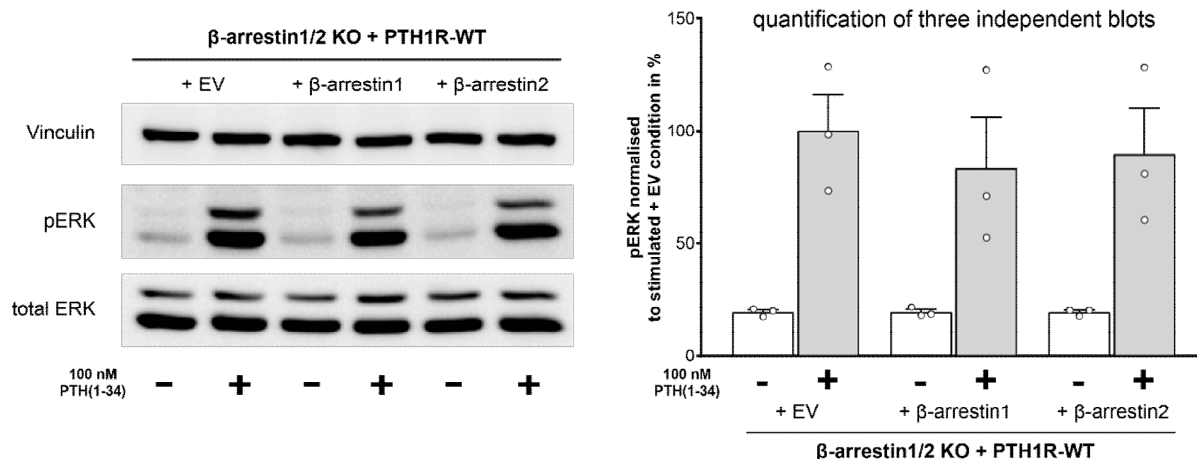 β-arrestin1/2 KO + PTH1R-WT
+ EV + β-arrestin1 + β-arrestin2
Vinculin
pERK
total ERK
100 nM
PTH(1-34)
- + - + - +
quantification of three independent blots
pERK normalised
to stimulated + EV condition in %
150
100
50
0
100 nM
PTH(1-34)
- + - + - +
+ EV + β-arrestin1 + β-arrestin2
β-arrestin1/2 KO + PTH1R-WT